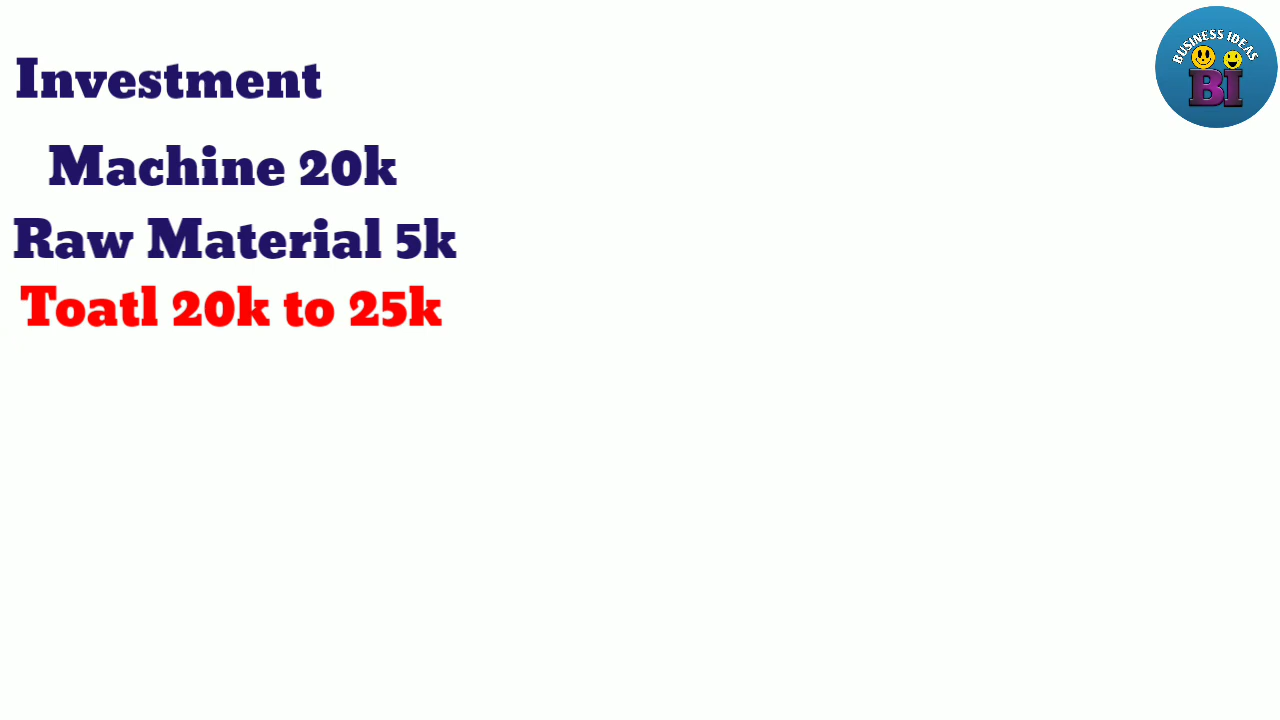 BUSINESS IDEAS
BI
Investment
Machine 20k
Raw Material 5k
Toatl 20k to 25k